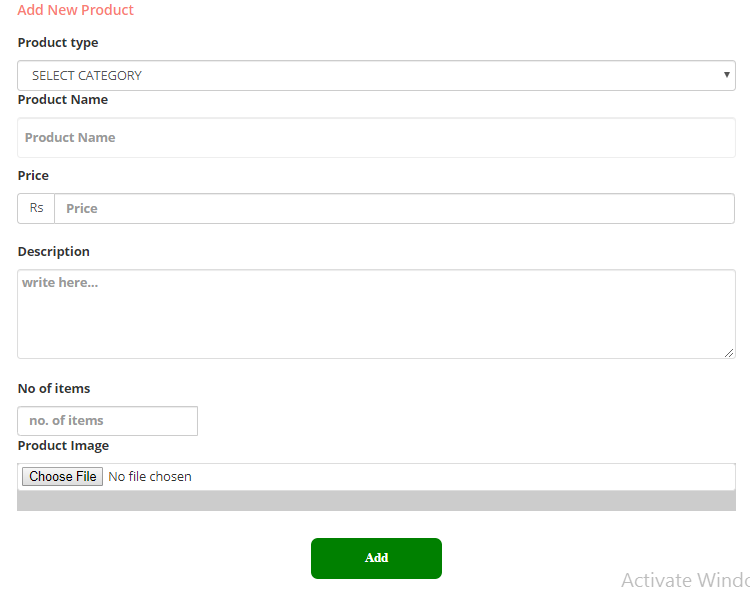 Add New Product
Product type
SELECT CATEGORY
Product Name
Product Name
Price
Rs Price
Description
write here...
No of items
no. of items
Product Image
Choose File No file chosen
Add
Activate Windo